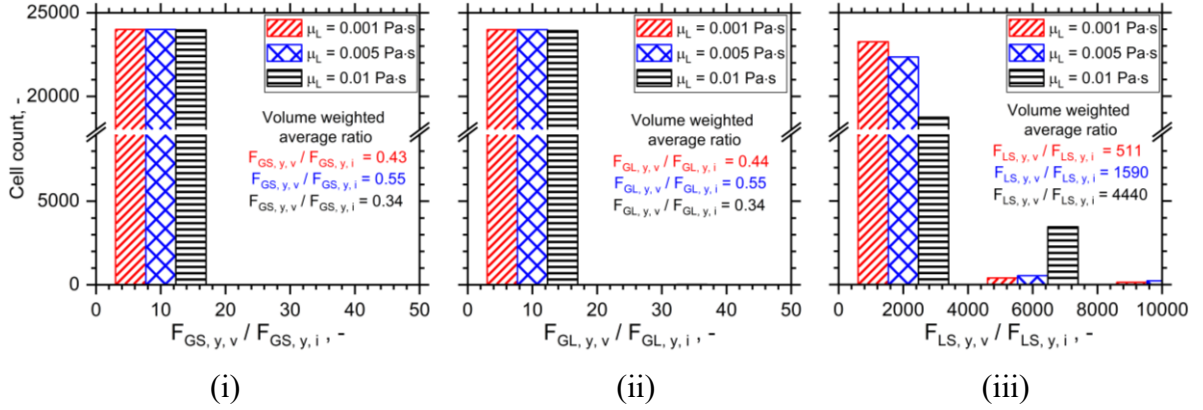 25000
20000
5000
0
Cell count, -
μL = 0.001 Pa·s
μL = 0.005 Pa·s
μL = 0.01 Pa·s
Volume weighted
average ratio
FGS, y, v / FGS, y, i = 0.43
FGS, y, v / FGS, y, i = 0.55
FGS, y, v / FGS, y, i = 0.34
0 10 20 30 40 50
FGS, y, v / FGS, y, i , -
(i)
μL = 0.001 Pa·s
μL = 0.005 Pa·s
μL = 0.01 Pa·s
Volume weighted
average ratio
FGL, y, v / FGL, y, i = 0.44
FGL, y, v / FGL, y, i = 0.55
FGL, y, v / FGL, y, i = 0.34
0 10 20 30 40 50
FGL, y, v / FGL, y, i , -
(ii)
μL = 0.001 Pa·s
μL = 0.005 Pa·s
μL = 0.01 Pa·s
Volume weighted
average ratio
FLS, y, v / FLS, y, i = 511
FLS, y, v / FLS, y, i = 1590
FLS, y, v / FLS, y, i = 4440
0 2000 4000 6000 8000 10000
FLS, y, v / FLS, y, i , -
(iii)